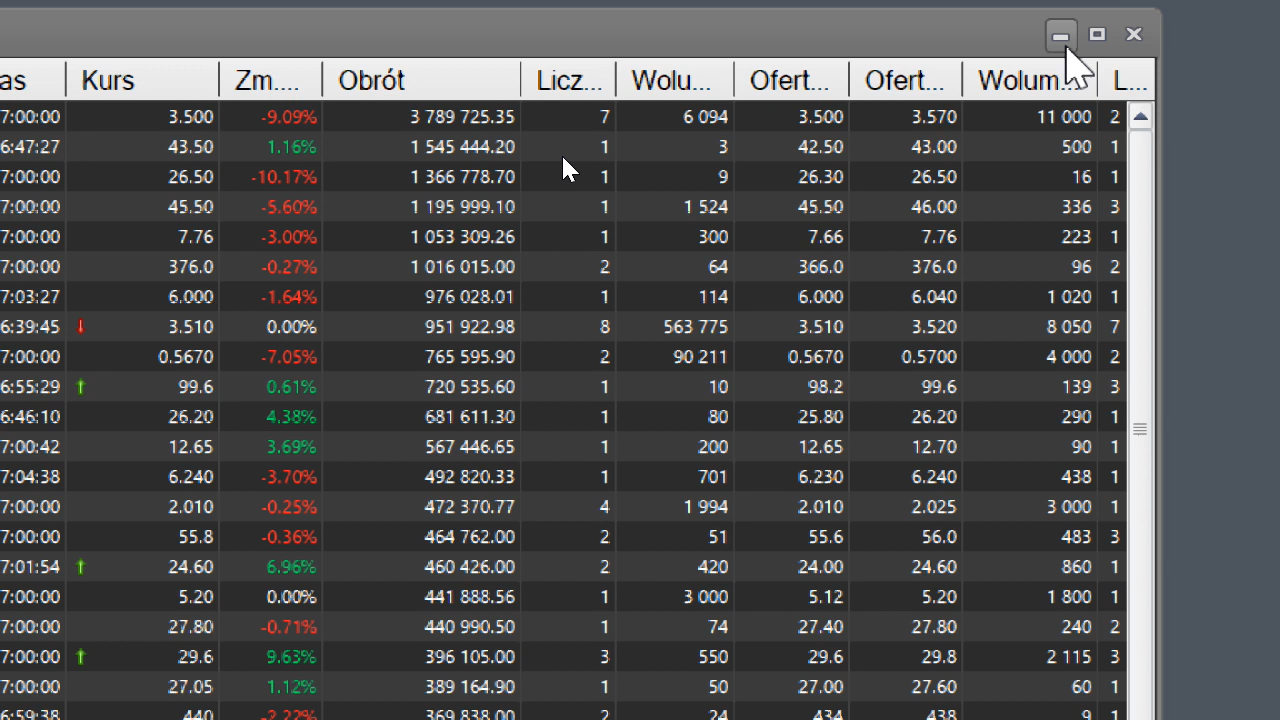 as Kurs Zm.... Obrót Licz... Wolu... Ofert... Ofert... Wolum... L...
7:00:00 3.500 -9.09% 3 789 725.35 7 6 094 3.500 3.570 11 000 2
6:47:27 43.50 1.16% 1 545 444.20 1 3 42.50 43.00 500 1
7:00:00 26.50 -10.17% 1 366 778.70 1 9 26.30 26.50 16 1
7:00:00 45.50 -5.60% 1 195 999.10 1 1 524 45.50 46.00 336 3
7:00:00 7.76 -3.00% 1 053 309.26 1 300 7.66 7.76 223 1
7:00:00 376.0 -0.27% 1 016 015.00 2 64 366.0 376.0 96 2
7:03:27 6.000 -1.64% 976 028.01 1 114 6.000 6.040 1 020 1
6:39:45 3.510 0.00% 951 922.98 8 563 775 3.510 3.520 8 050 7
7:00:00 0.5670 -7.05% 765 595.90 2 90 211 0.5670 0.5700 4 000 2
6:55:29 99.6 0.61% 720 535.60 1 10 98.2 99.6 139 3
6:46:10 26.20 4.38% 681 611.30 1 80 25.80 26.20 290 1
7:00:42 12.65 3.69% 567 446.65 1 200 12.65 12.70 90 1
7:04:38 6.240 -3.70% 492 820.33 1 701 6.230 6.240 438 1
7:00:00 2.010 -0.25% 472 370.77 4 1 994 2.010 2.025 3 000 1
7:00:00 55.8 -0.36% 464 762.00 2 51 55.6 56.0 483 3
7:01:54 24.60 6.96% 460 426.00 2 420 24.00 24.60 860 1
7:00:00 5.20 0.00% 441 888.56 1 3 000 5.12 5.20 1 800 1
7:00:00 27.80 -0.71% 440 990.50 1 74 27.40 27.80 240 2
7:00:00 29.6 9.63% 396 105.00 3 550 29.6 29.8 2 115 3
7:00:00 27.05 1.12% 389 164.90 1 50 27.00 27.60 60 1
6:59:38 440 -2.22% 369 838.00 2 24 434 438 9 1